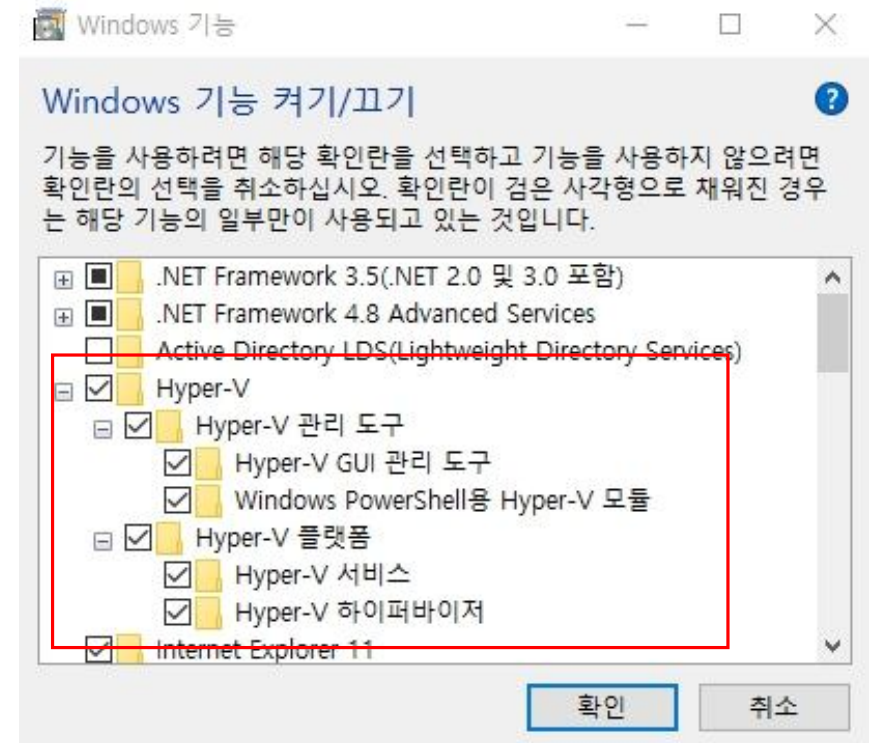 Windows 기능
Windows 기능 켜기/끄기
기능을 사용하려면 해당 확인란을 선택하고 기능을 사용하지 않으려면
확인란의 선택을 취소하십시오. 확인란이 검은 사각형으로 채워진 경우
는 해당 기능의 일부만이 사용되고 있는 것입니다.
.NET Framework 3.5(.NET 2.0 및 3.0 포함)
.NET Framework 4.8 Advanced Services
Active Directory LDS(Lightweight Directory Services)
Hyper-V
Hyper-V 관리 도구
Hyper-V GUI 관리 도구
Windows PowerShell용 Hyper-V 모듈
Hyper-V 플랫폼
Hyper-V 서비스
Hyper-V 하이퍼바이저
Internet Explorer 11
확인
취소